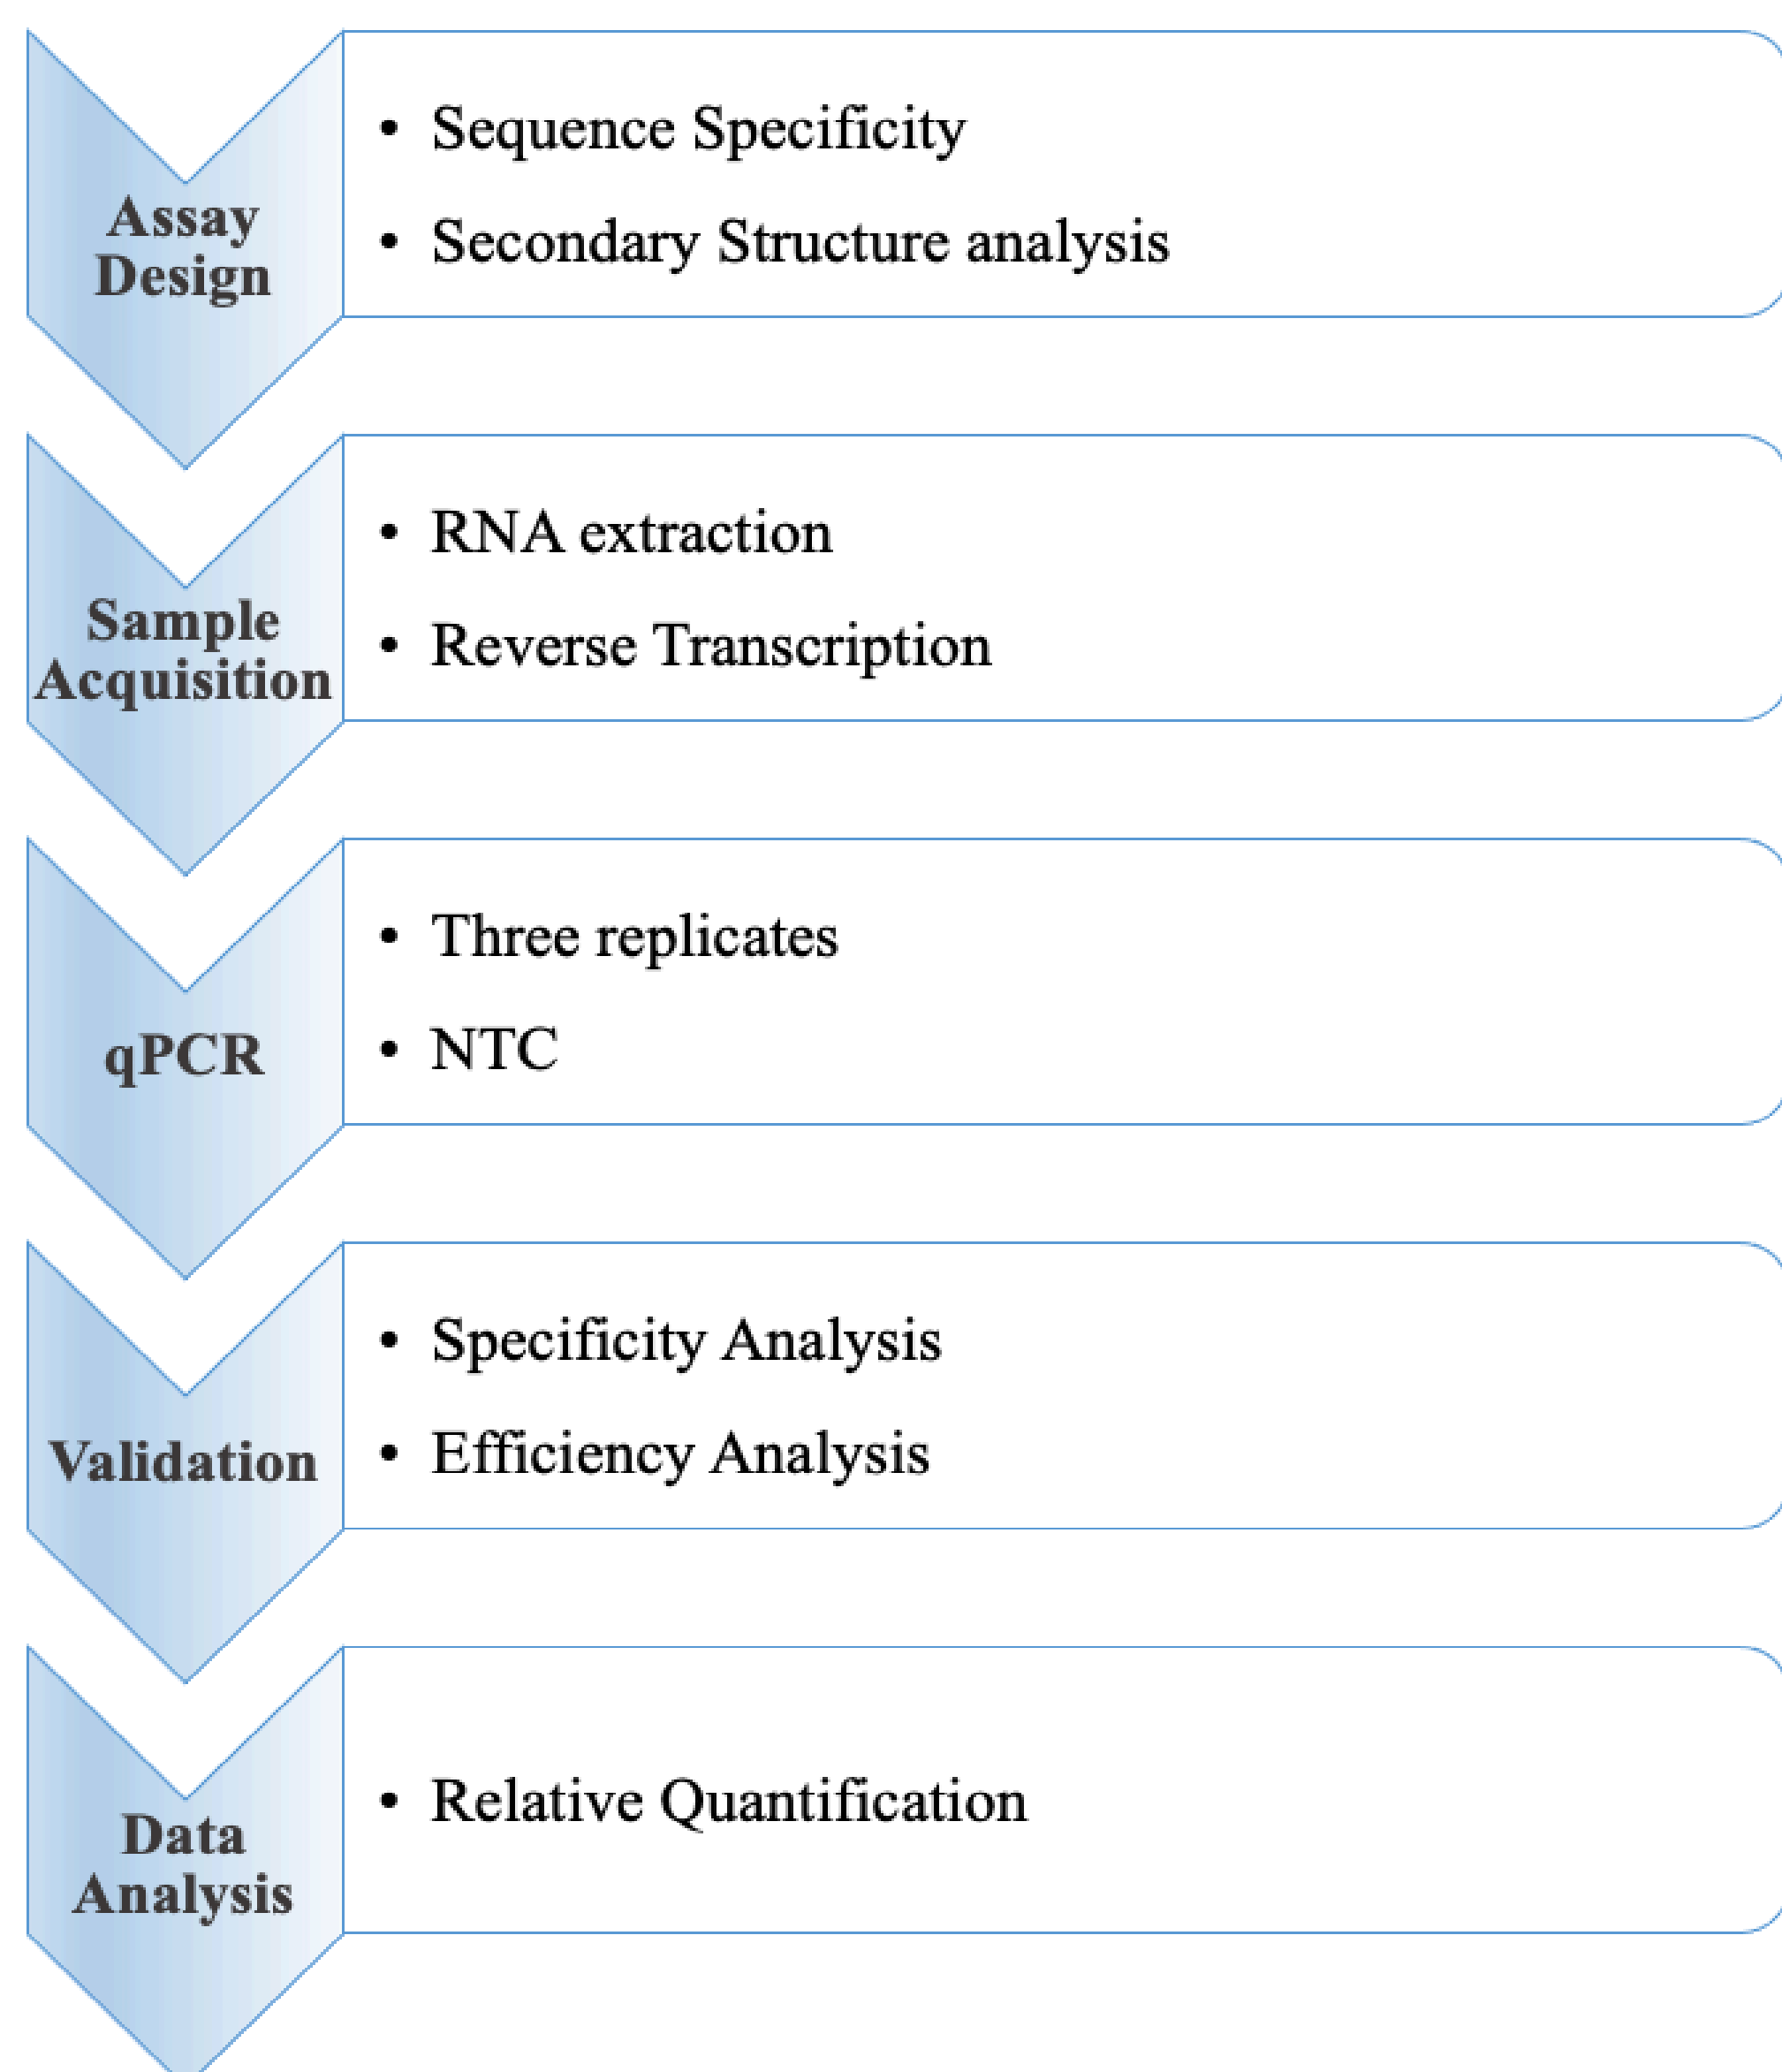 Assay
Design
• Sequence Specificity
• Secondary Structure analysis
Sample
Acquisition
• RNA extraction
• Reverse Transcription
qPCR
• Three replicates
• NTC
Validation
• Specificity Analysis
• Efficiency Analysis
Data
Analysis
• Relative Quantification